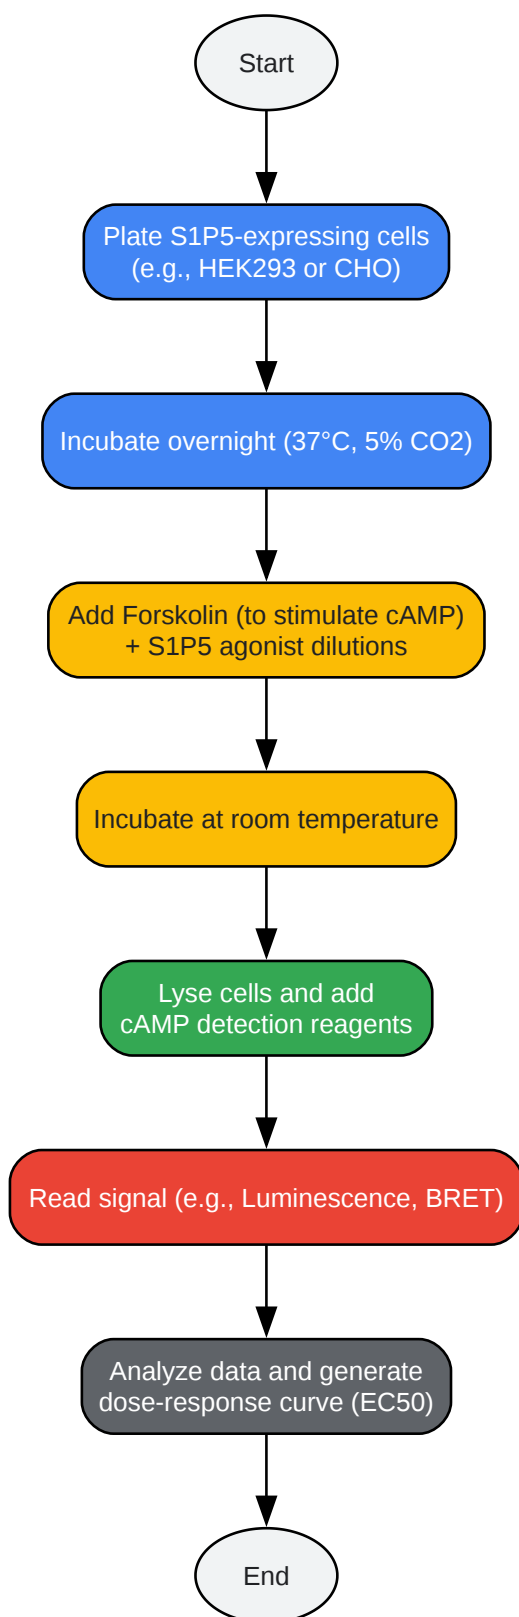 Start
Plate S1P5-expressing cells
(e.g., HEK293 or CHO)
Incubate overnight (37°C, 5% CO2)
Add Forskolin (to stimulate cAMP)
+ S1P5 agonist dilutions
Incubate at room temperature
Lyse cells and add
cAMP detection reagents
Read signal (e.g., Luminescence, BRET)
Analyze data and generate
dose-response curve (EC50)
End